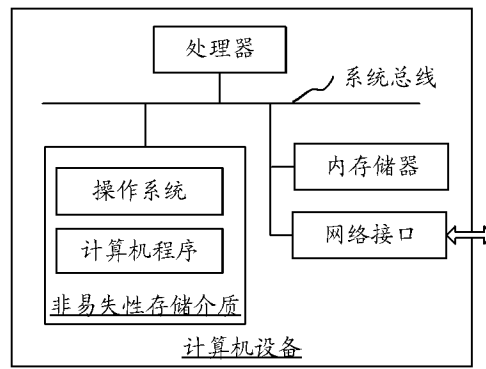 处理器
系统总线
内存储器
操作系统
网络接口
计算机程序
非易失性存储介质
计算机设备